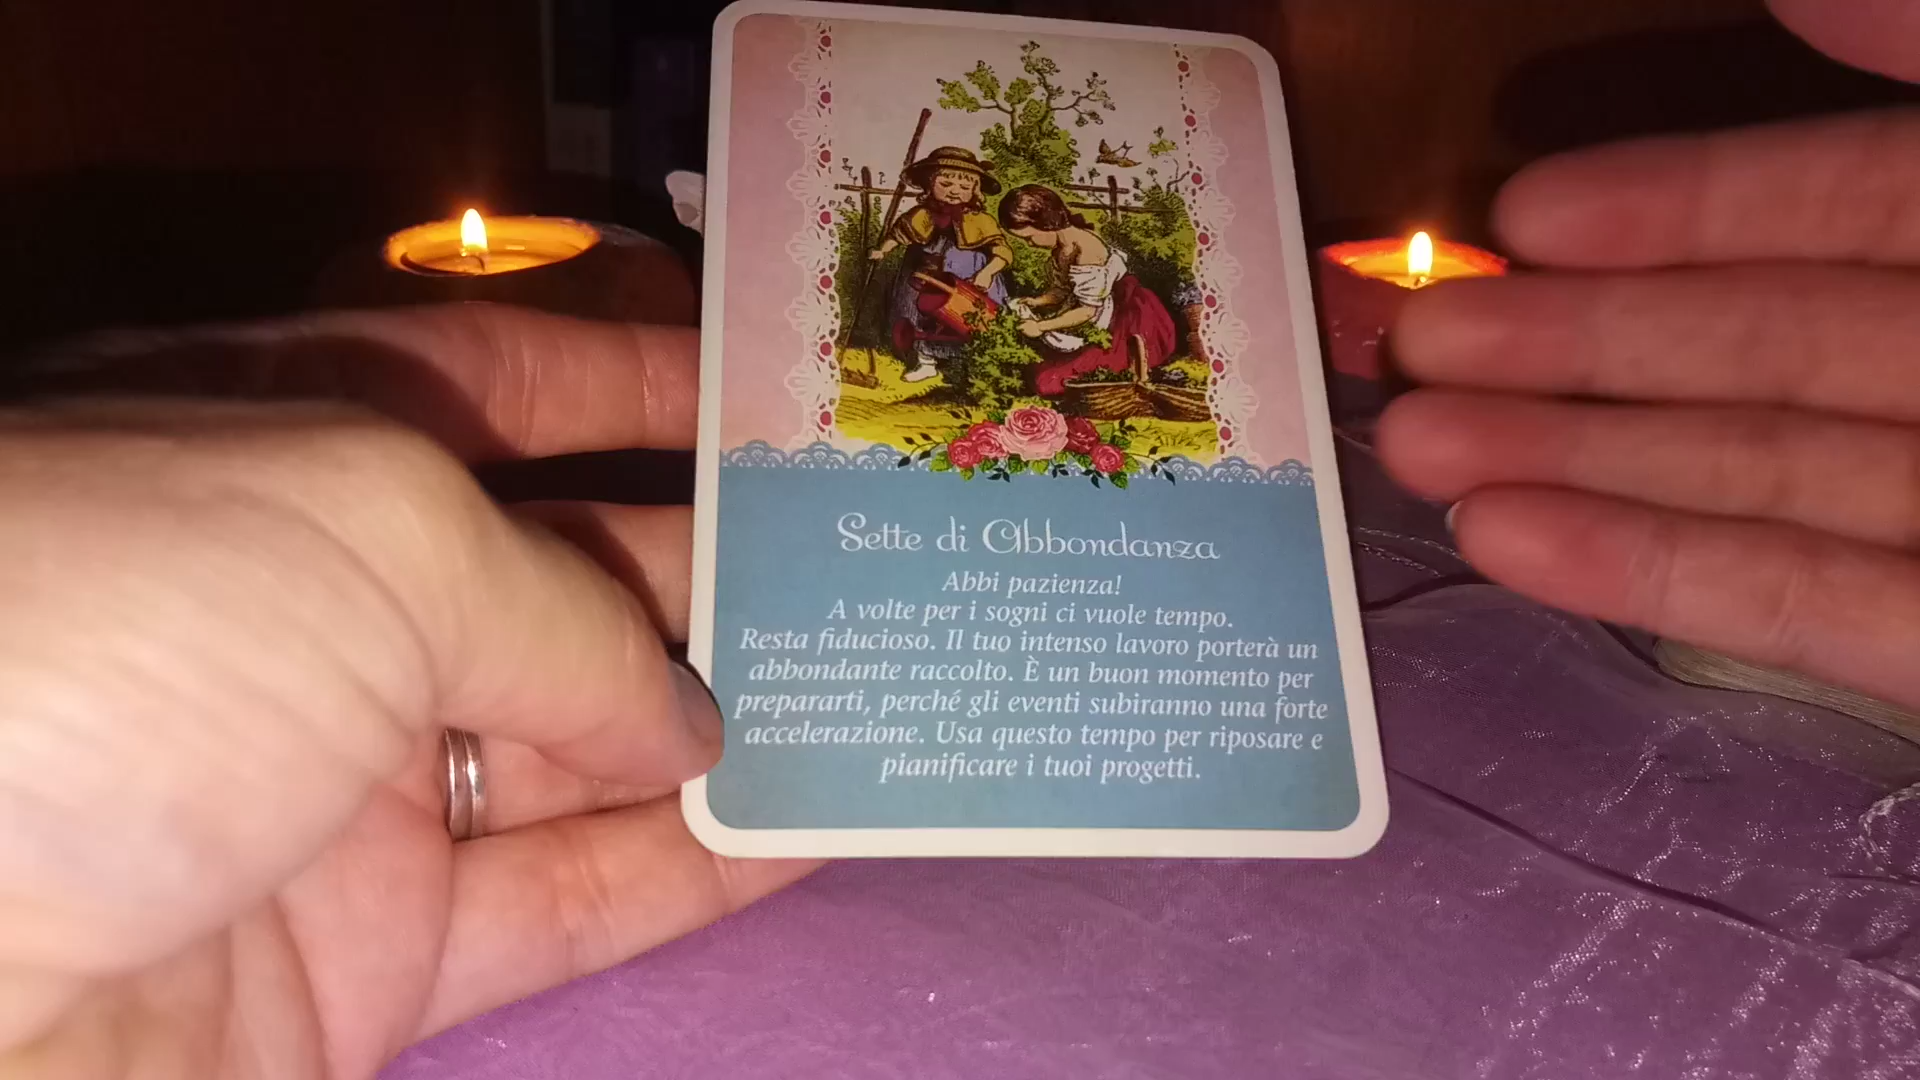 Sette di Abbondanza
Abbi pazienza!
A volte per i sogni ci vuole tempo.
Resta fiducioso. Il tuo intenso lavoro porterà un
abbondante raccolto. È un buon momento per
prepararti, perché gli eventi subiranno una forte
accelerazione. Usa questo tempo per riposare e
pianificare i tuoi progetti.